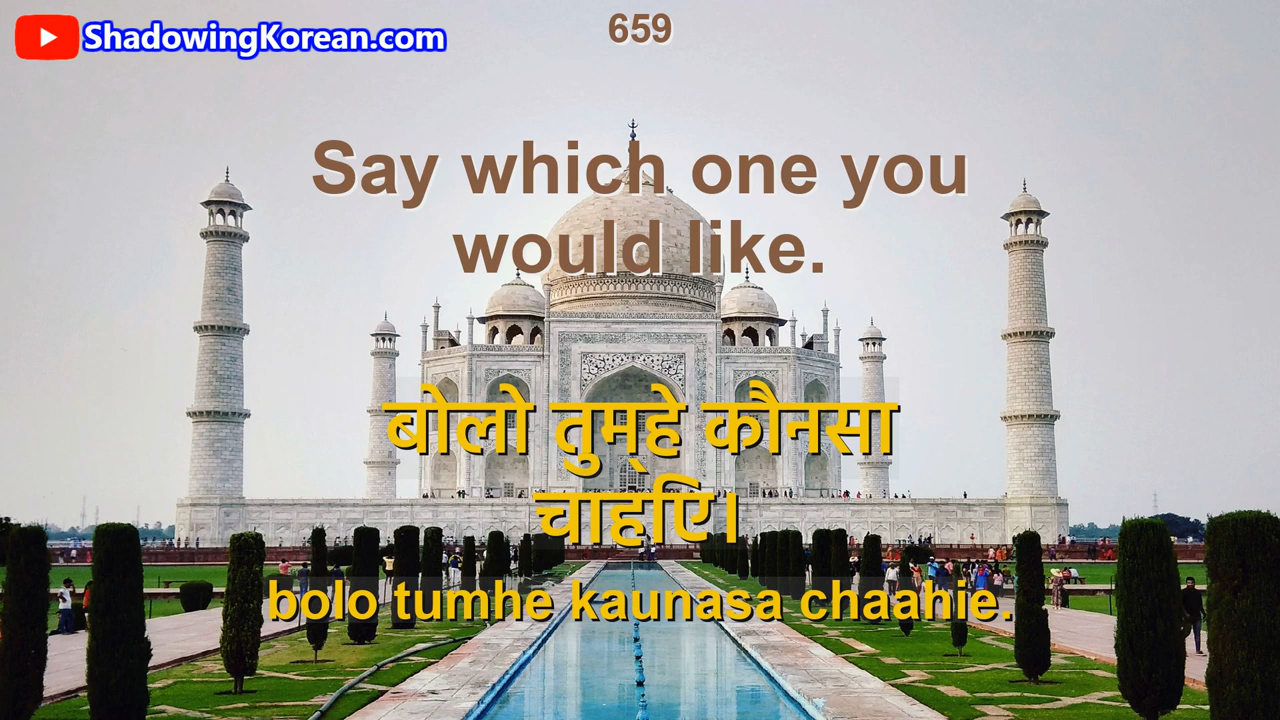 ShadowingKorean.com
659
Say which one you
would like.
बोलो तुम्हे कौनसा
चाहिए।
bolo tumhe kaunasa chaahie.